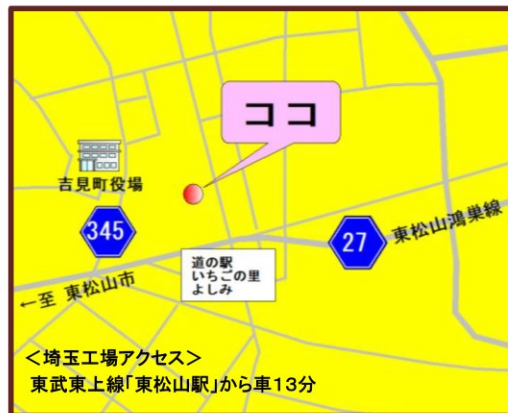 ココ
吉見町役場
345
27
東松山鴻巣線
道の駅
いちごの里
よしみ
←至 東松山市
＜埼玉工場アクセス＞
東武東上線｢東松山駅｣から車１３分